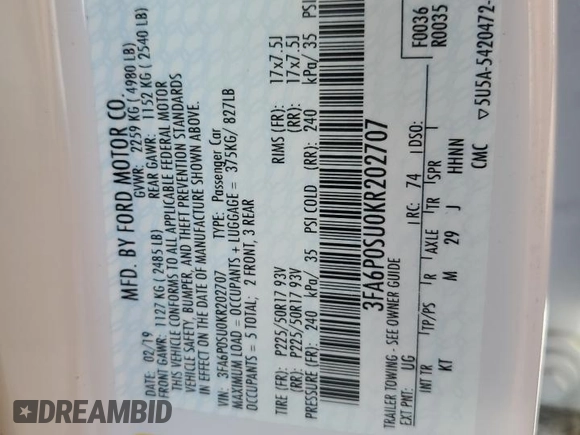 MFD. BY FORD MOTOR CO.
DATE: 02/19 GVWR: 2259 KG ( 4980 LB)
FRONT GAWR: 1127 KG ( 2485 LB) REAR GAWR: 1152 KG ( 2540 LB)
THIS VEHICLE CONFORMS TO ALL APPLICABLE FEDERAL MOTOR
VEHICLE SAFETY, BUMPER, AND THEFT PREVENTION STANDARDS
IN EFFECT ON THE DATE OF MANUFACTURE SHOWN ABOVE.
VIN: 3FA6P0SU0KR202707 TYPE: Passenger Car
MAXIMUM LOAD = OCCUPANTS + LUGGAGE = 375KG/ 827LB
OCCUPANTS = 5 TOTAL; 2 FRONT, 3 REAR
TIRE (FR): P225/50R17 93V RIMS (FR): 17x7.5J
(RR): P225/50R17 93V (RR): 17x7.5J
PRESSURE (FR): 240 kPa/ 35 PSI COLD (RR): 240 kPa/ 35 PSI
3FA6P0SU0KR202707
TRAILER TOWING - SEE OWNER GUIDE
F0036
R0035
EXT PNT: UG RC: 74 DSO:
INT TR TP/PS R AXLE TR SPR
KT M 29 J HHNN
CMC ▽5U5A-5420472-
DREAMBID